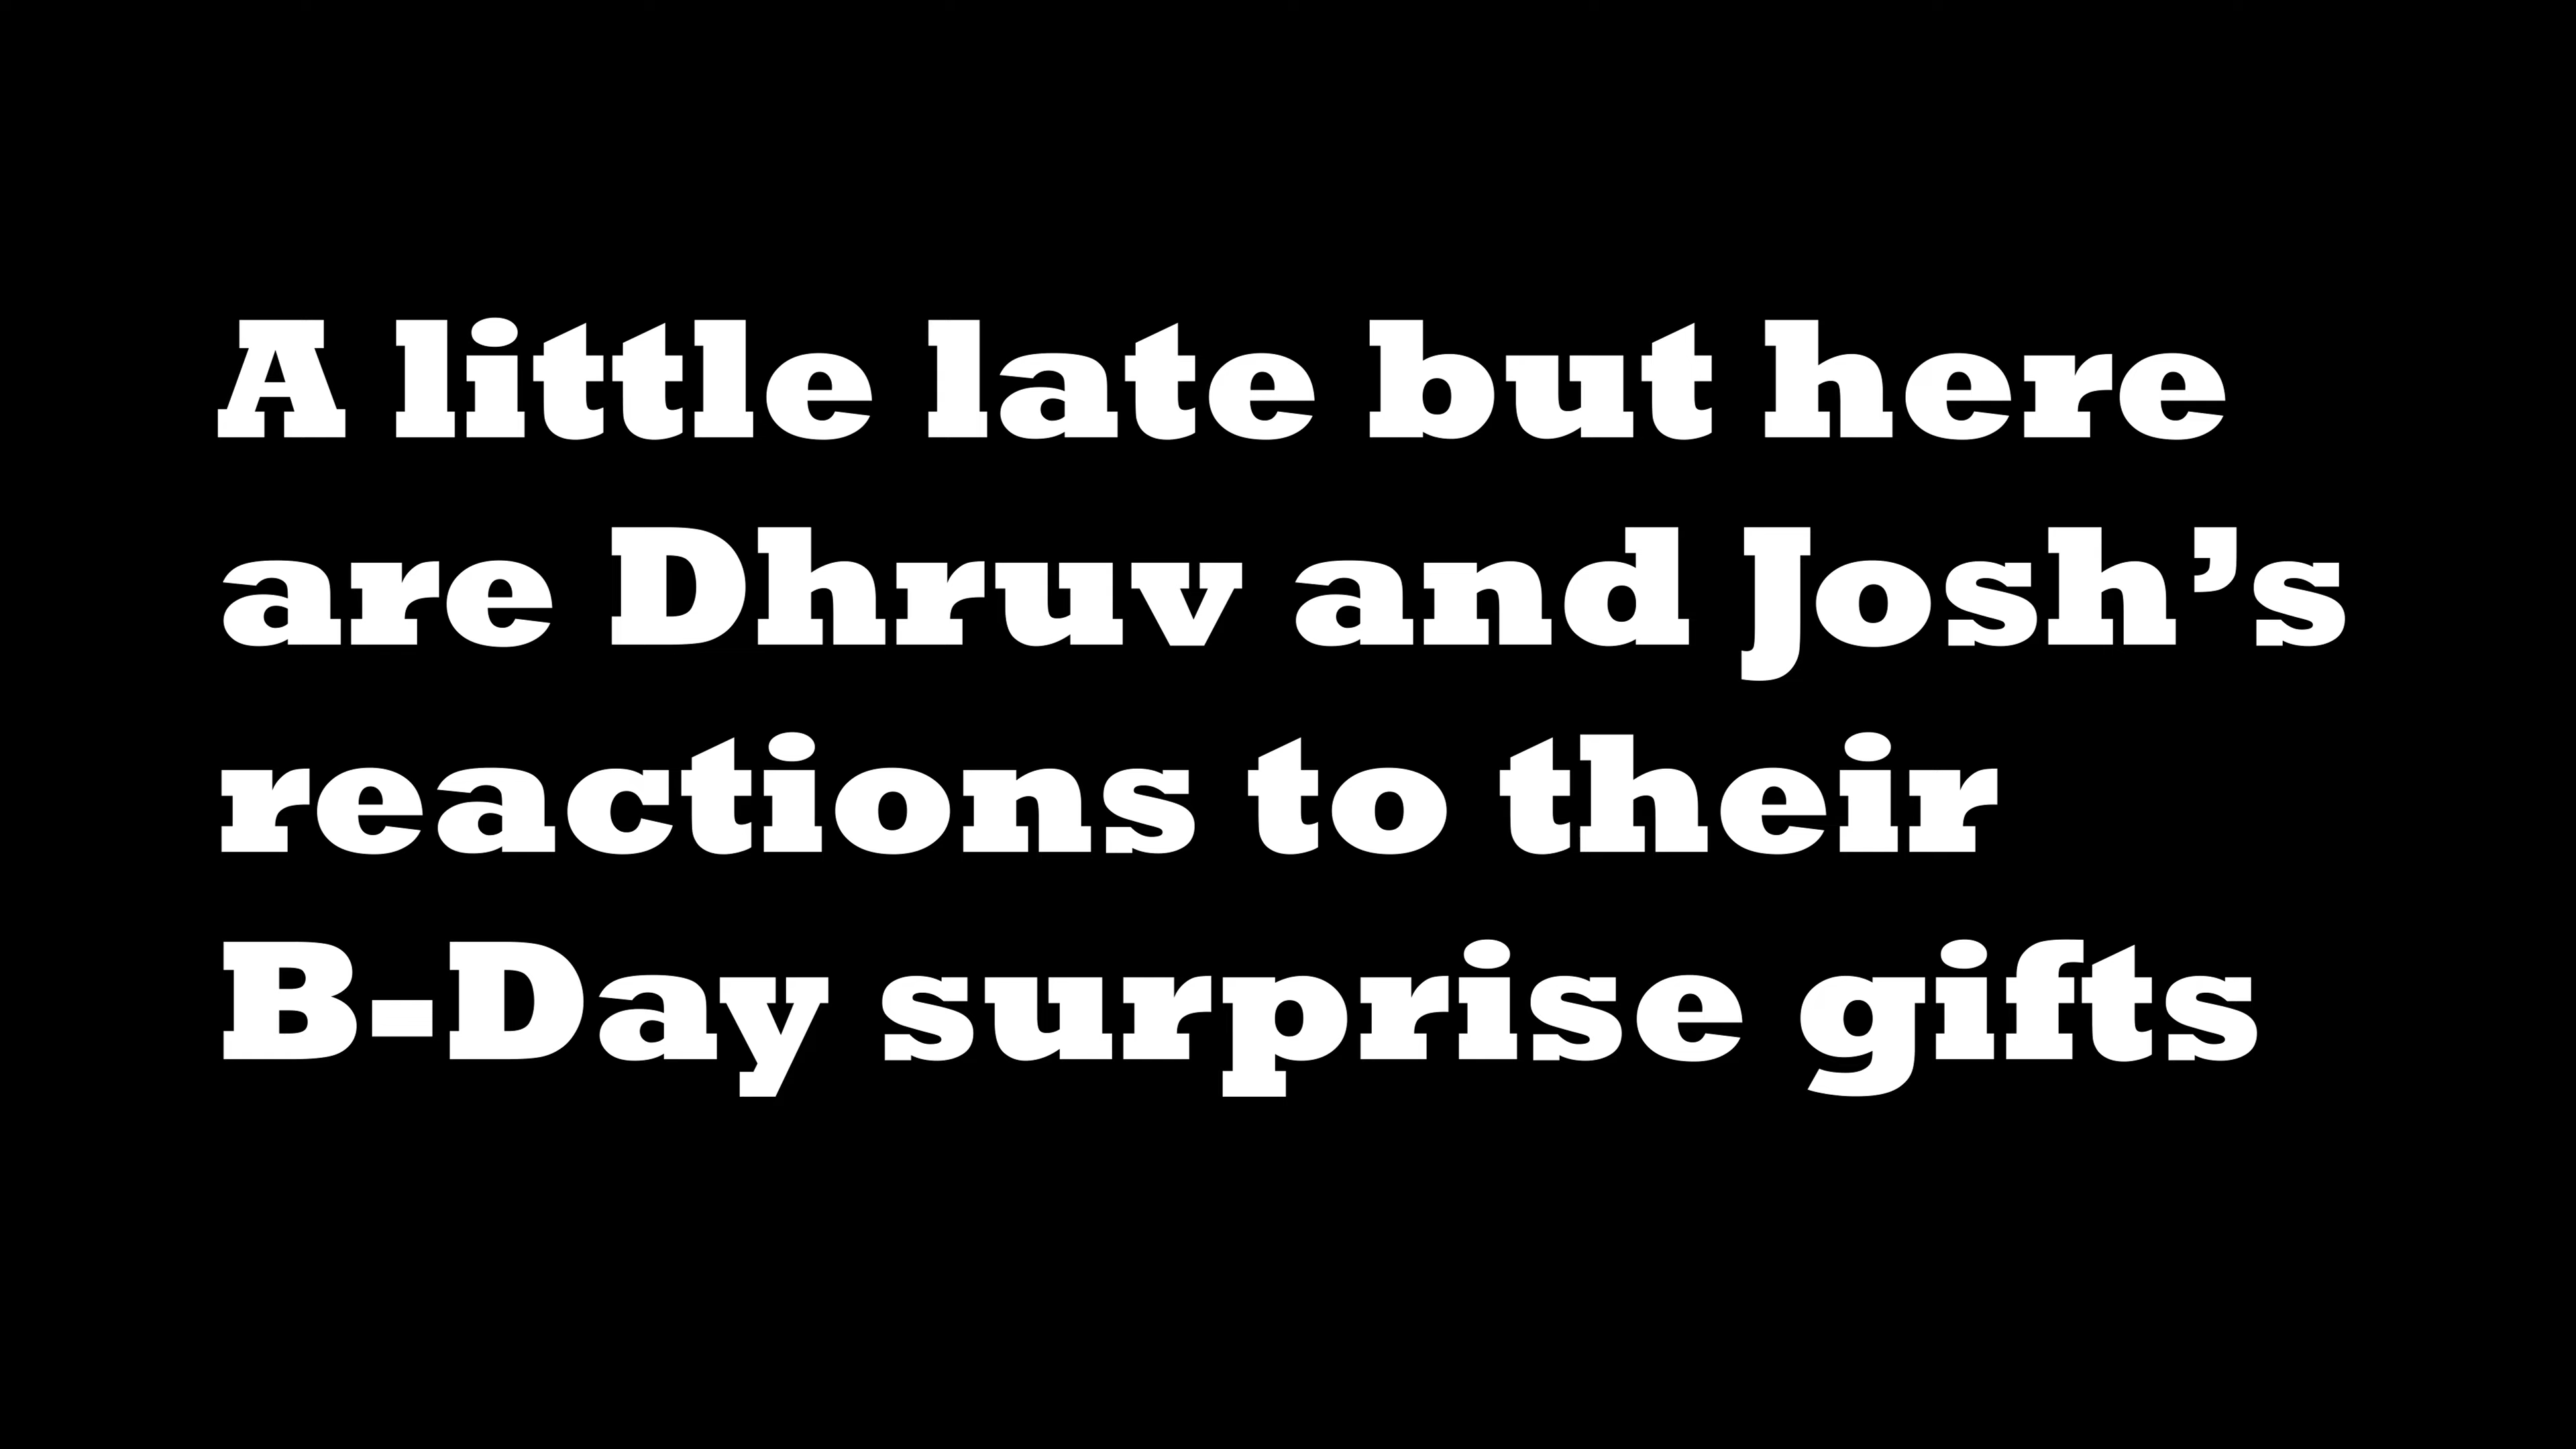 A little late but here
are Dhruv and Josh’s
reactions to their
B-Day surprise gifts